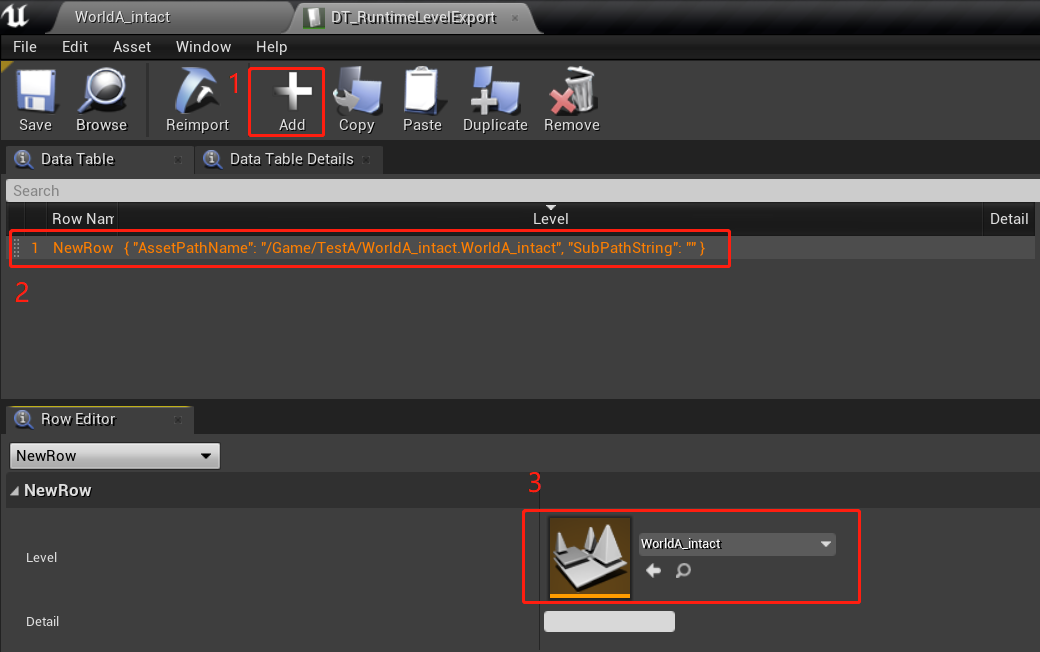 WorldA_intact DT_RuntimeLevelExport
File Edit Asset Window Help
1
Save Browse Reimport Add Copy Paste Duplicate Remove
Data Table Data Table Details
Search
Row Nam Level Detail
1 NewRow { "AssetPathName": "/Game/TestA/WorldA_intact.WorldA_intact", "SubPathString": "" }
2
Row Editor
NewRow
3
NewRow
WorldA_intact
Level
Detail